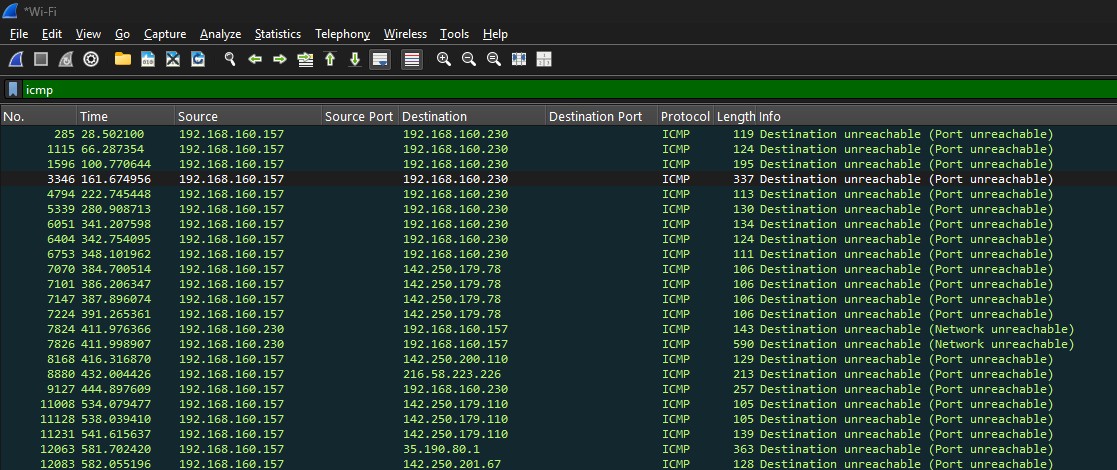 *Wi-Fi
File Edit View Go Capture Analyze Statistics Telephony Wireless Tools Help
icmp
No. Time Source Source Port Destination Destination Port Protocol Length Info
285 28.502100 192.168.160.157 192.168.160.230 ICMP 119 Destination unreachable (Port unreachable)
1115 66.287354 192.168.160.157 192.168.160.230 ICMP 124 Destination unreachable (Port unreachable)
1596 100.770644 192.168.160.157 192.168.160.230 ICMP 195 Destination unreachable (Port unreachable)
3346 161.674956 192.168.160.157 192.168.160.230 ICMP 337 Destination unreachable (Port unreachable)
4794 222.745448 192.168.160.157 192.168.160.230 ICMP 113 Destination unreachable (Port unreachable)
5339 280.908713 192.168.160.157 192.168.160.230 ICMP 130 Destination unreachable (Port unreachable)
6051 341.207598 192.168.160.157 192.168.160.230 ICMP 134 Destination unreachable (Port unreachable)
6404 342.754095 192.168.160.157 192.168.160.230 ICMP 124 Destination unreachable (Port unreachable)
6753 348.101962 192.168.160.157 192.168.160.230 ICMP 111 Destination unreachable (Port unreachable)
7070 384.700514 192.168.160.157 142.250.179.78 ICMP 106 Destination unreachable (Port unreachable)
7101 386.206347 192.168.160.157 142.250.179.78 ICMP 106 Destination unreachable (Port unreachable)
7147 387.896074 192.168.160.157 142.250.179.78 ICMP 106 Destination unreachable (Port unreachable)
7224 391.265361 192.168.160.157 142.250.179.78 ICMP 106 Destination unreachable (Port unreachable)
7824 411.976366 192.168.160.230 192.168.160.157 ICMP 143 Destination unreachable (Network unreachable)
7826 411.998907 192.168.160.230 192.168.160.157 ICMP 590 Destination unreachable (Network unreachable)
8168 416.316870 192.168.160.157 142.250.200.110 ICMP 129 Destination unreachable (Port unreachable)
8880 432.004426 192.168.160.157 216.58.223.226 ICMP 213 Destination unreachable (Port unreachable)
9127 444.897609 192.168.160.157 192.168.160.230 ICMP 257 Destination unreachable (Port unreachable)
11008 534.079477 192.168.160.157 142.250.179.110 ICMP 105 Destination unreachable (Port unreachable)
11128 538.039410 192.168.160.157 142.250.179.110 ICMP 105 Destination unreachable (Port unreachable)
11231 541.615637 192.168.160.157 142.250.179.110 ICMP 139 Destination unreachable (Port unreachable)
12063 581.702420 192.168.160.157 35.190.80.1 ICMP 363 Destination unreachable (Port unreachable)
12083 582.055196 192.168.160.157 142.250.201.67 ICMP 128 Destination unreachable (Port unreachable)